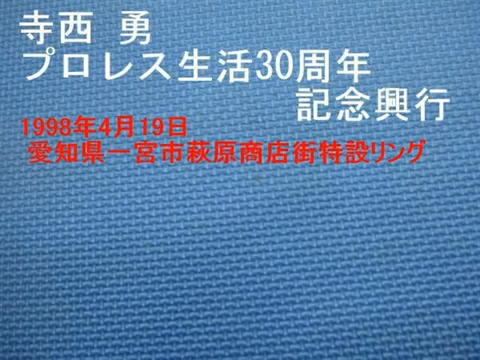 寺西 勇
プロレス生活30周年
記念興行
1998年4月19日
愛知県一宮市萩原商店街特設リング